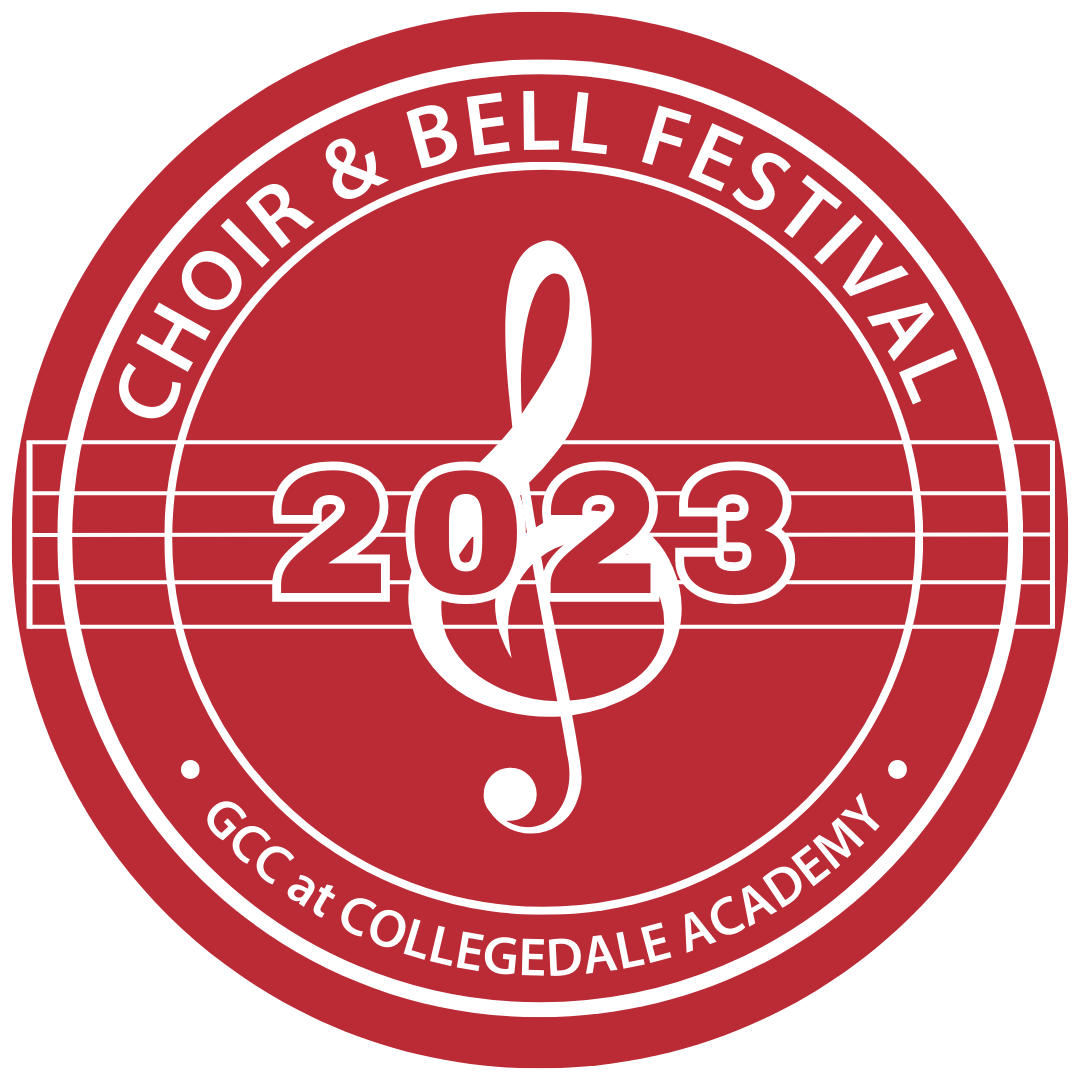 CHOIR & BELL FESTIVAL
2023
• GCC at COLLEGEDALE ACADEMY •